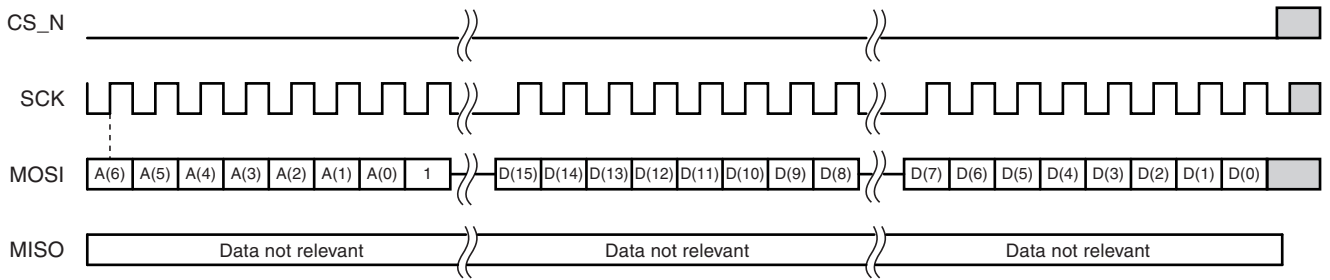 CS_N
SCK
MOSI A(6) A(5) A(4) A(3) A(2) A(1) A(0) 1 D(15) D(14) D(13) D(12) D(11) D(10) D(9) D(8) D(7) D(6) D(5) D(4) D(3) D(2) D(1) D(0)
MISO Data not relevant Data not relevant Data not relevant